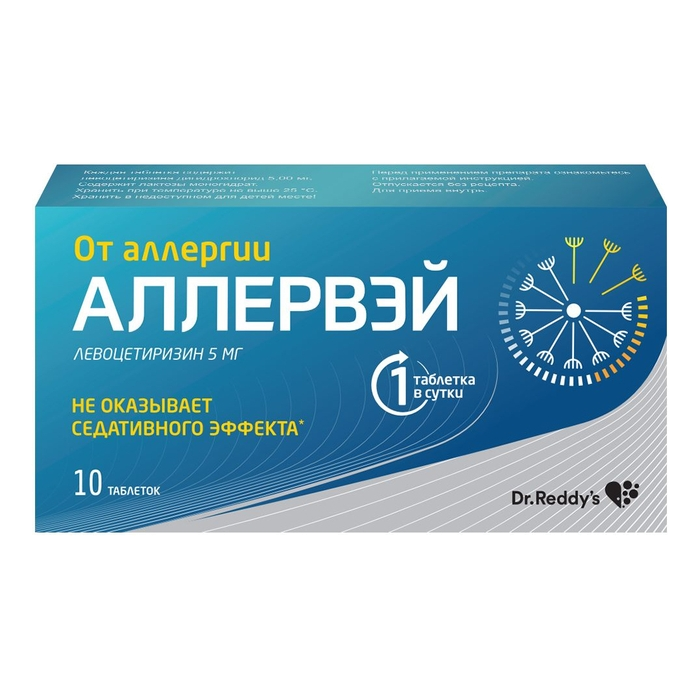 Каждая таблетка содержит
левоцетиризина дигидрохлорид 5,00 мг.
Содержит лактозы моногидрат.
Хранить при температуре не выше 25 °С.
Хранить в недоступном для детей месте!
Перед применением препарата ознакомьтесь
с прилагаемой инструкцией.
Отпускается без рецепта.
Для приема внутрь.
От аллергии
АЛЛЕРВЭЙ
ЛЕВОЦЕТИРИЗИН 5 МГ
1 таблетка
в сутки
НЕ ОКАЗЫВАЕТ
СЕДАТИВНОГО ЭФФЕКТА*
10 ТАБЛЕТОК
Dr.Reddy's